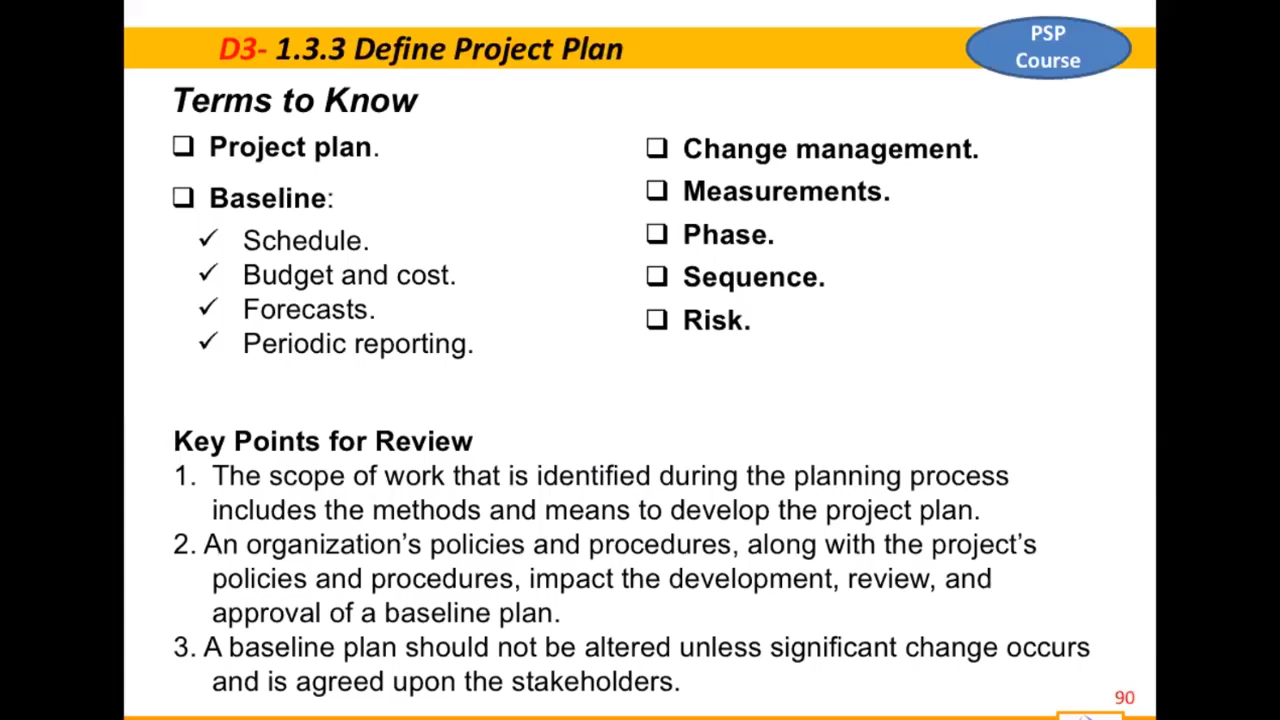 D3- 1.3.3 Define Project Plan
PSP
Course
Terms to Know
Project plan.
Baseline:
Schedule.
Budget and cost.
Forecasts.
Periodic reporting.
Change management.
Measurements.
Phase.
Sequence.
Risk.
Key Points for Review
1. The scope of work that is identified during the planning process
includes the methods and means to develop the project plan.
2. An organization's policies and procedures, along with the project's
policies and procedures, impact the development, review, and
approval of a baseline plan.
3. A baseline plan should not be altered unless significant change occurs
and is agreed upon the stakeholders.
90